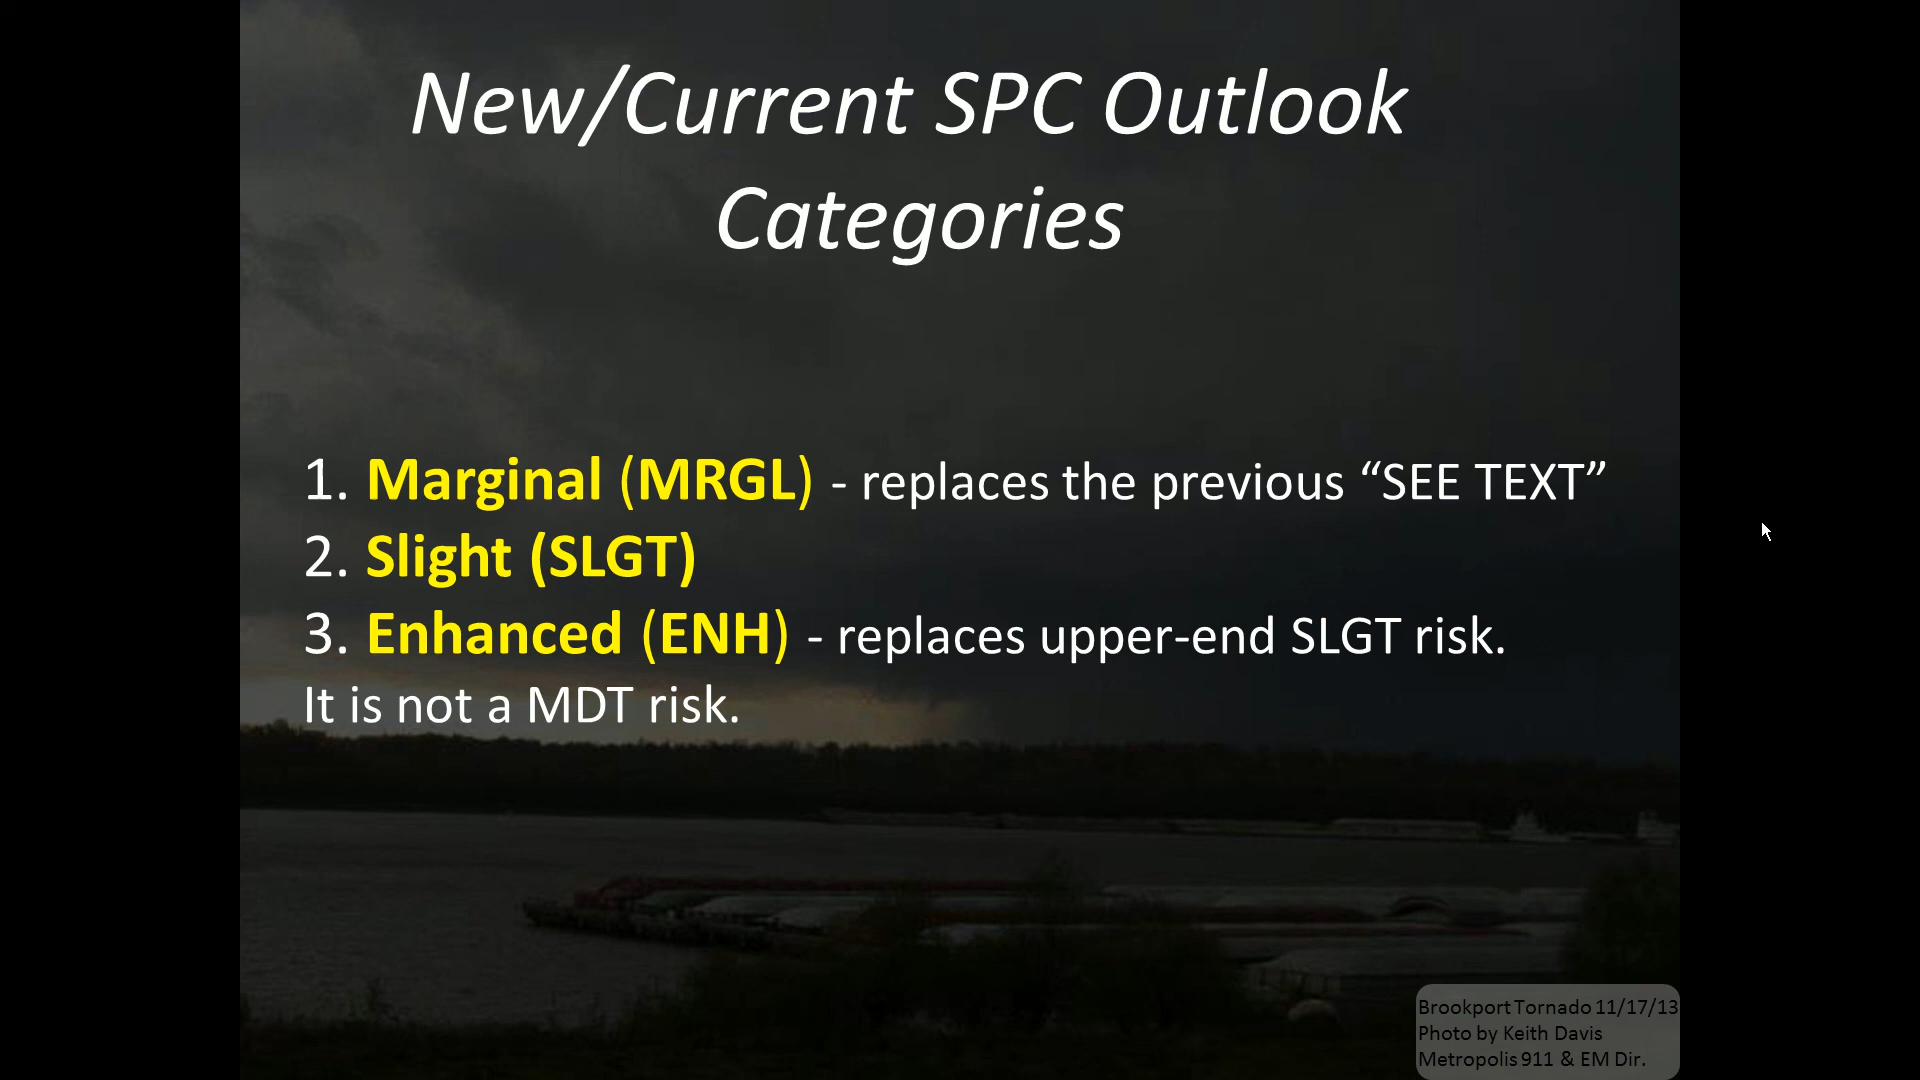 New/Current SPC Outlook
Categories
1. Marginal (MRGL) - replaces the previous “SEE TEXT”
2. Slight (SLGT)
3. Enhanced (ENH) - replaces upper-end SLGT risk.
It is not a MDT risk.
Brookport Tornado 11/17/13
Photo by Keith Davis
Metropolis 911 & EM Dir.